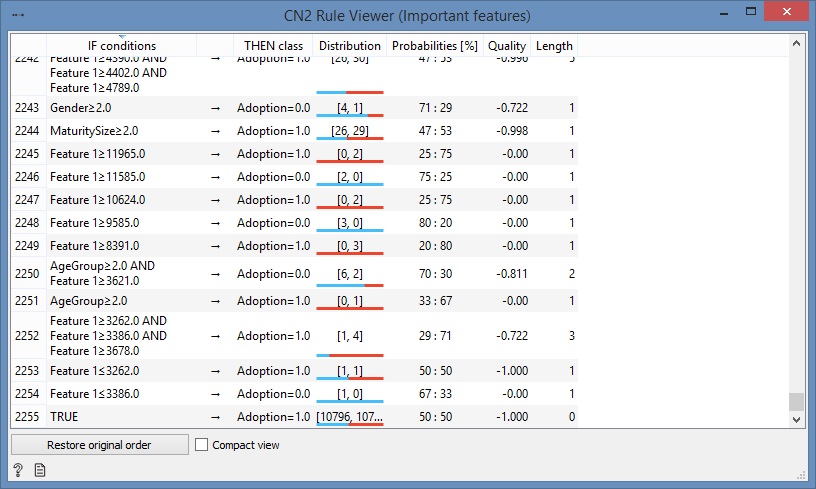 CN2 Rule Viewer (Important features)
IF conditions THEN class Distribution Probabilities [%] Quality Length
2242 Feature 1≥4390.0 AND → Adoption=1.0 [26, 30] 47 : 53 -0.996 5
Feature 1≥4402.0 AND
Feature 1≥4789.0
2243 Gender≥2.0 → Adoption=0.0 [4, 1] 71 : 29 -0.722 1
2244 MaturitySize≥2.0 → Adoption=1.0 [26, 29] 47 : 53 -0.998 1
2245 Feature 1≥11965.0 → Adoption=1.0 [0, 2] 25 : 75 -0.00 1
2246 Feature 1≥11585.0 → Adoption=0.0 [2, 0] 75 : 25 -0.00 1
2247 Feature 1≥10624.0 → Adoption=1.0 [0, 2] 25 : 75 -0.00 1
2248 Feature 1≥9585.0 → Adoption=0.0 [3, 0] 80 : 20 -0.00 1
2249 Feature 1≥8391.0 → Adoption=1.0 [0, 3] 20 : 80 -0.00 1
2250 AgeGroup≥2.0 AND → Adoption=0.0 [6, 2] 70 : 30 -0.811 2
Feature 1≥3621.0
2251 AgeGroup≥2.0 → Adoption=1.0 [0, 1] 33 : 67 -0.00 1
2252 Feature 1≥3262.0 AND → Adoption=1.0 [1, 4] 29 : 71 -0.722 3
Feature 1≥3386.0 AND
Feature 1≥3678.0
2253 Feature 1≤3262.0 → Adoption=1.0 [1, 1] 50 : 50 -1.000 1
2254 Feature 1≤3386.0 → Adoption=0.0 [1, 0] 67 : 33 -0.00 1
2255 TRUE → Adoption=1.0 [10796, 107... 50 : 50 -1.000 0
Restore original order Compact view
?